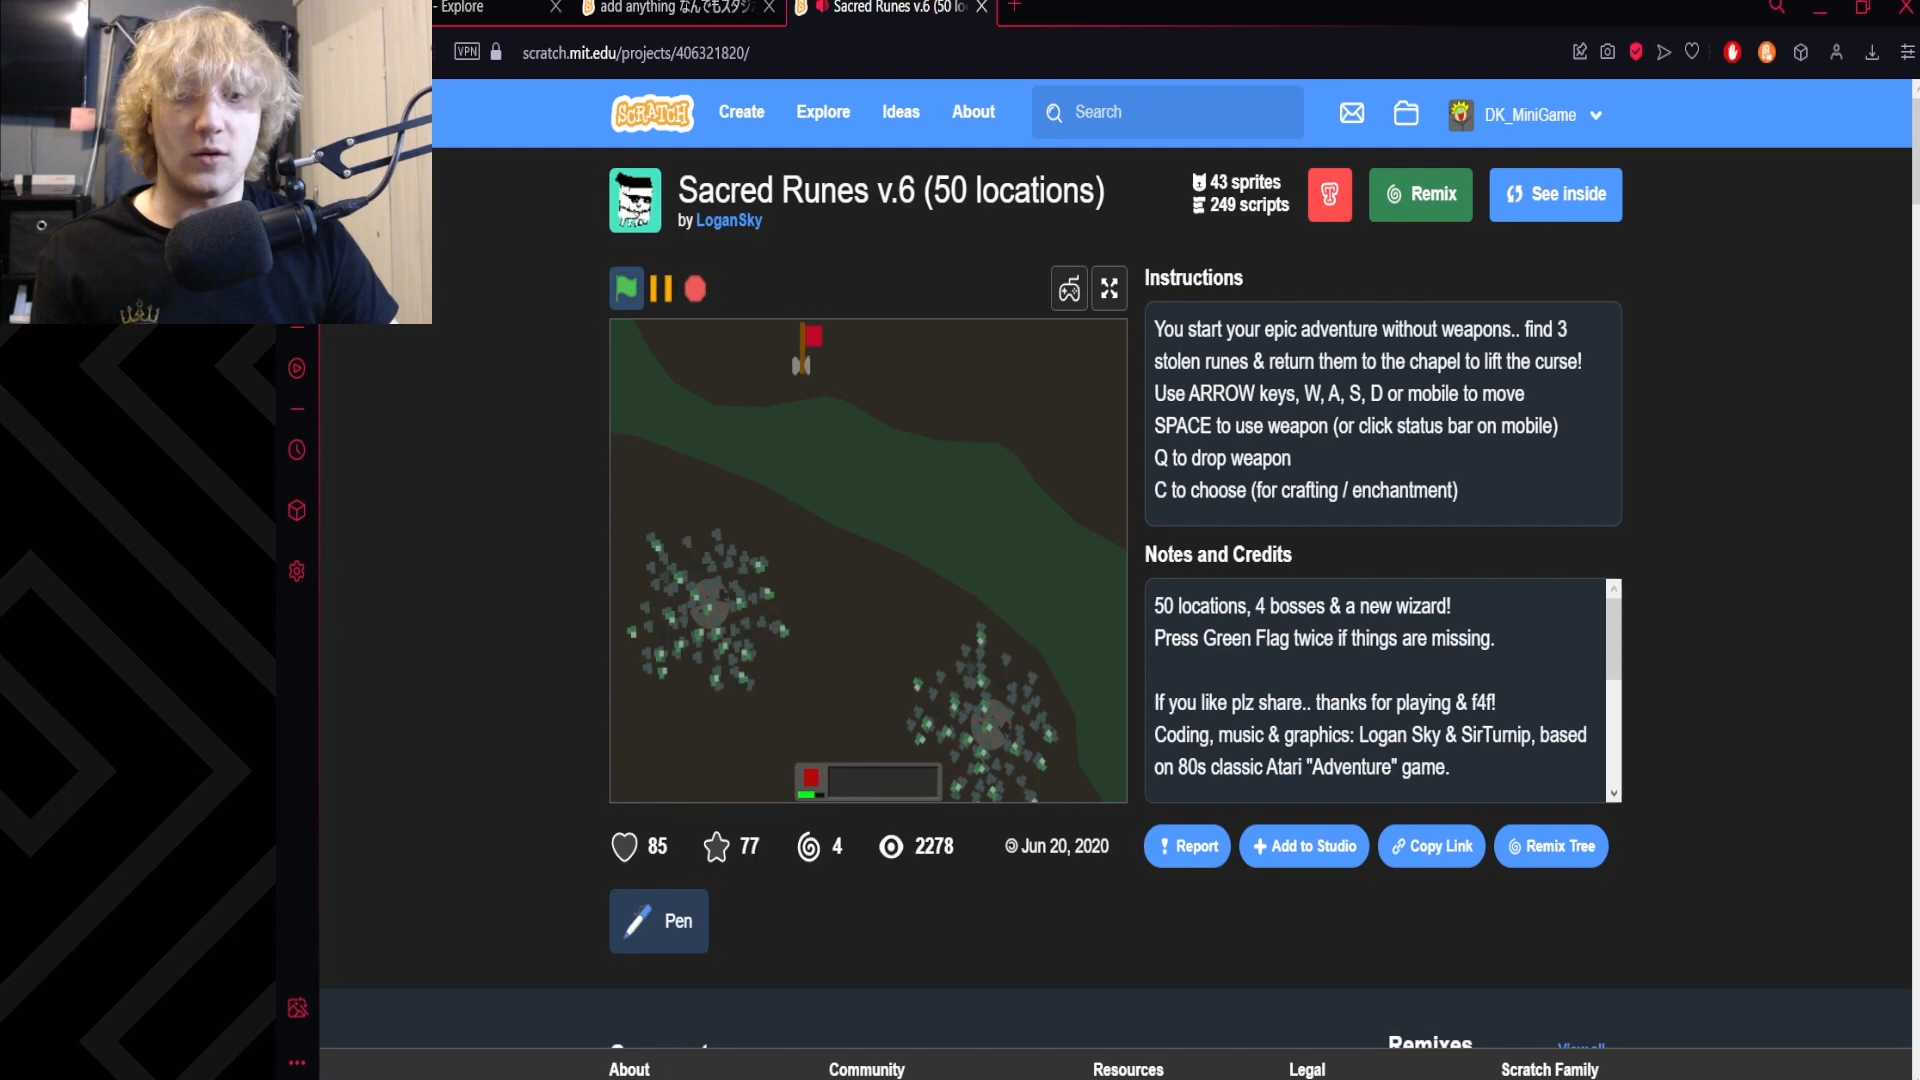 - Explore
add anything なんでもスタジ
Sacred Runes v.6 (50 lo
VPN
scratch.mit.edu/projects/406321820/
SCRATCH
Create
Explore
Ideas
About
Search
DK_MiniGame
Sacred Runes v.6 (50 locations)
by LoganSky
43 sprites
249 scripts
Remix
See inside
Instructions
You start your epic adventure without weapons.. find 3
stolen runes & return them to the chapel to lift the curse!
Use ARROW keys, W, A, S, D or mobile to move
SPACE to use weapon (or click status bar on mobile)
Q to drop weapon
C to choose (for crafting / enchantment)
Notes and Credits
50 locations, 4 bosses & a new wizard!
Press Green Flag twice if things are missing.
If you like plz share.. thanks for playing & f4f!
Coding, music & graphics: Logan Sky & SirTurnip, based
on 80s classic Atari "Adventure" game.
85
77
4
2278
Jun 20, 2020
Report
Add to Studio
Copy Link
Remix Tree
Pen
Remixes
View all
About
Community
Resources
Legal
Scratch Family